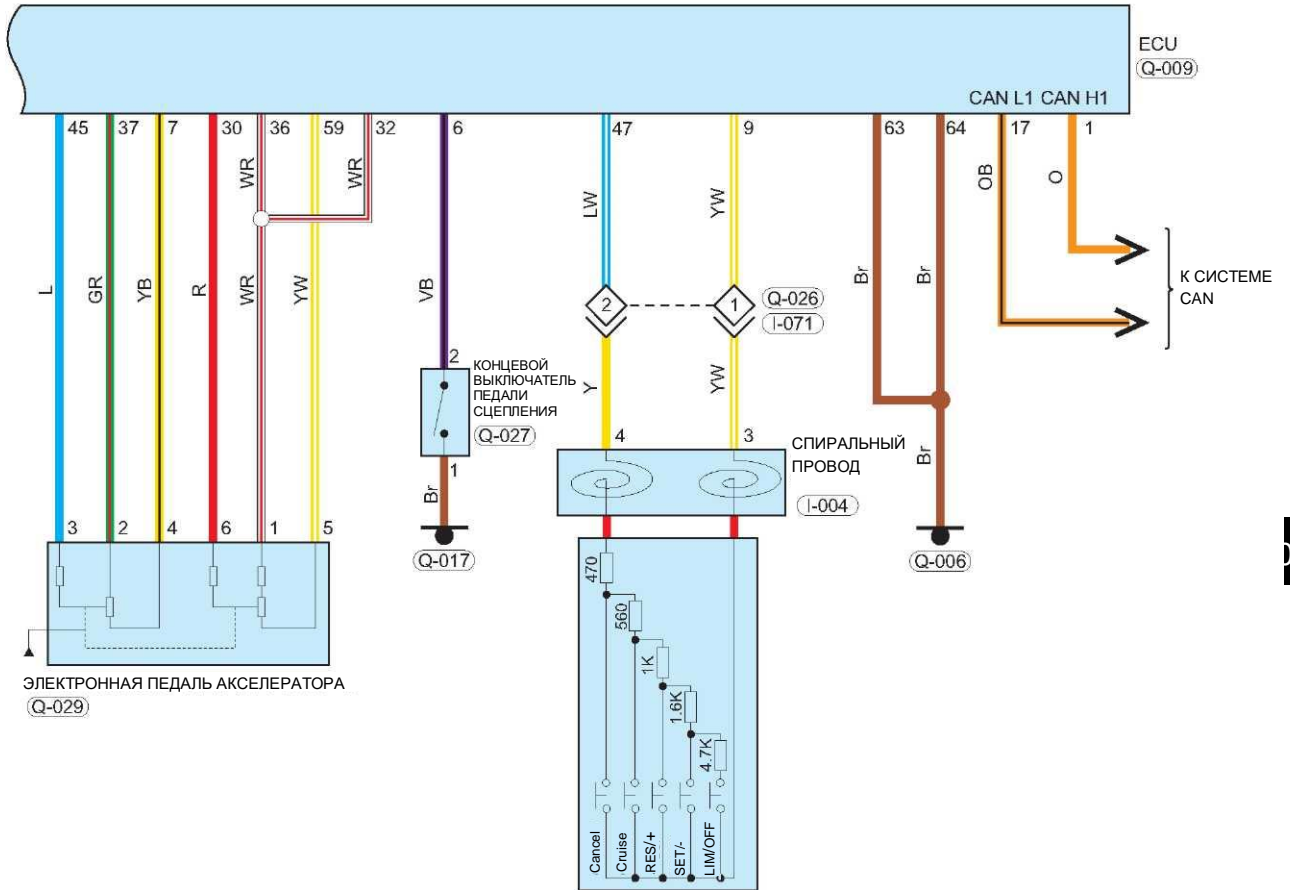 ECU
Q-009
CAN L1 CAN H1
45 37 7 30 36 59 32 6 47 9 63 64 17 1
L
GR
YB
R
WR
WR
YW
WR
VB
LW
YW
Br
Br
OB
O
К СИСТЕМЕ
CAN
2
1
Q-026
I-071
2
КОНЦЕВОЙ
ВЫКЛЮЧАТЕЛЬ
ПЕДАЛИ
СЦЕПЛЕНИЯ
Q-027
1
Br
Q-017
Y
YW
4
3
СПИРАЛЬНЫЙ
ПРОВОД
I-004
Br
Q-006
3 2 4 6 1 5
ЭЛЕКТРОННАЯ ПЕДАЛЬ АКСЕЛЕРАТОРА
Q-029
470
560
1K
1.6K
4.7K
Cancel
Cruise
RES/+
SET/-
LIM/OFF